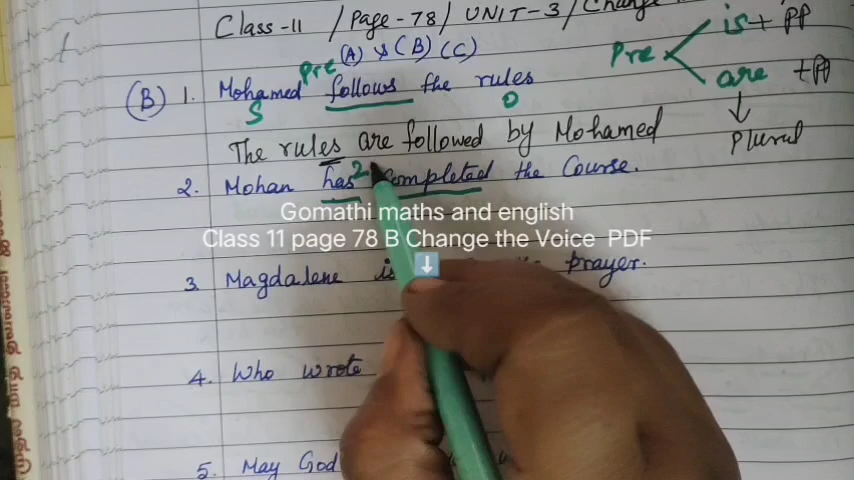 Class-11 / Page-78 / UNIT-3 / Change
(A) & (B) (C)
Pre is + PP
are + PP
Plural
Pre
(B) 1. Mohamed follows the rules
S O
The rules are followed by Mohamed
2. Mohan has completed the Course.
2
Gomathi maths and english
Class 11 page 78 B Change the Voice PDF
3. Magdalene is prayer.
4. Who wrote
5. May God